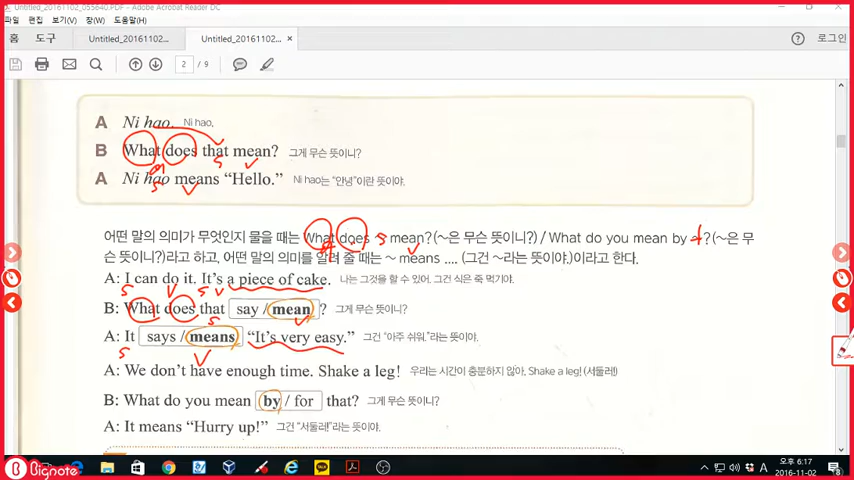 Untitled_20161102_055640.PDF - Adobe Acrobat Reader DC
파일 편집 보기(V) 창(W) 도움말(H)
홈 도구 Untitled_20161102... Untitled_20161102... × ? 로그인
2 / 9
A Ni hao. Ni hao.
B What does that mean? 그게 무슨 뜻이니?
A Ni hao means “Hello.” Ni hao는 “안녕”이란 뜻이야.
어떤 말의 의미가 무엇인지 물을 때는 What does ~ mean?(~은 무슨 뜻이니?) / What do you mean by ~?(~은 무
슨 뜻이니?)라고 하고, 어떤 말의 의미를 알려 줄 때는 ~ means .... (그건 ~라는 뜻이야.)이라고 한다.
A: I can do it. It’s a piece of cake. 나는 그것을 할 수 있어. 그건 식은 죽 먹기야.
B: What does that say / mean ? 그게 무슨 뜻이니?
A: It says / means “It’s very easy.” 그건 “아주 쉬워.”라는 뜻이야.
A: We don’t have enough time. Shake a leg! 우리는 시간이 충분하지 않아. Shake a leg! (서둘러!)
B: What do you mean by / for that? 그게 무슨 뜻이니?
A: It means “Hurry up!” 그건 “서둘러!”라는 뜻이야.
Bignote
A 오후 6:17
2016-11-02